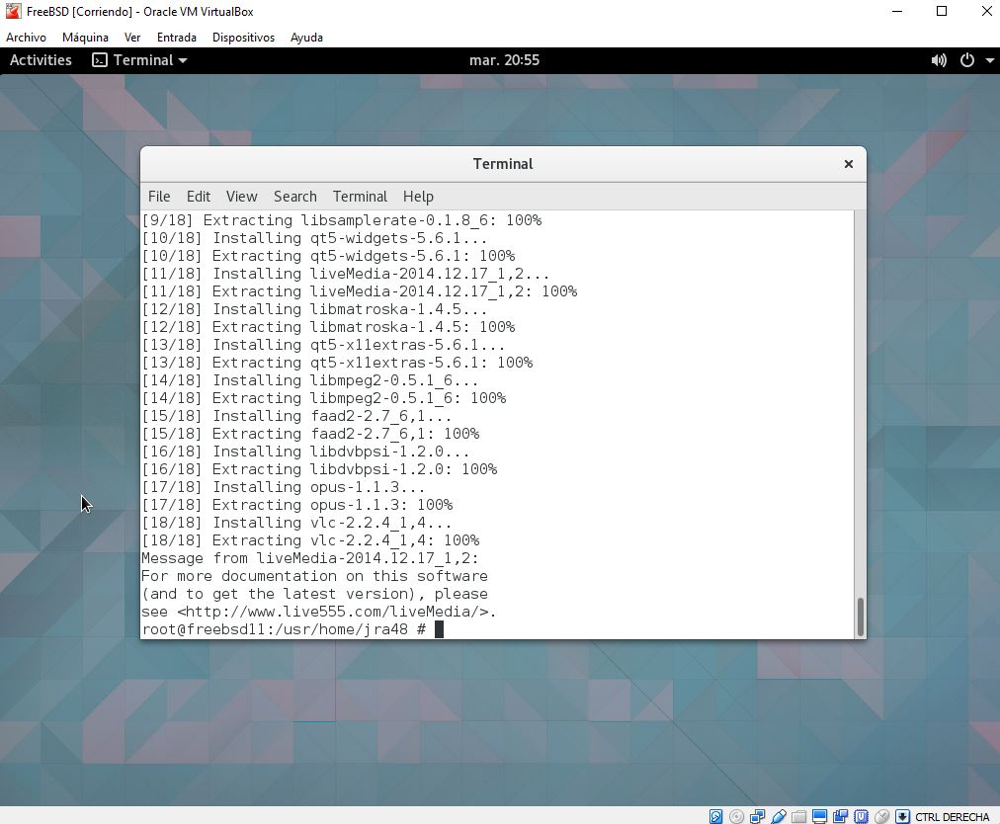 FreeBSD [Corriendo] - Oracle VM VirtualBox
Archivo Máquina Ver Entrada Dispositivos Ayuda
Activities Terminal mar. 20:55
Terminal
File Edit View Search Terminal Help
[9/18] Extracting libsamplerate-0.1.8_6: 100%
[10/18] Installing qt5-widgets-5.6.1...
[10/18] Extracting qt5-widgets-5.6.1: 100%
[11/18] Installing liveMedia-2014.12.17_1,2...
[11/18] Extracting liveMedia-2014.12.17_1,2: 100%
[12/18] Installing libmatroska-1.4.5...
[12/18] Extracting libmatroska-1.4.5: 100%
[13/18] Installing qt5-x11extras-5.6.1...
[13/18] Extracting qt5-x11extras-5.6.1: 100%
[14/18] Installing libmpeg2-0.5.1_6...
[14/18] Extracting libmpeg2-0.5.1_6: 100%
[15/18] Installing faad2-2.7_6,1...
[15/18] Extracting faad2-2.7_6,1: 100%
[16/18] Installing libdvbpsi-1.2.0...
[16/18] Extracting libdvbpsi-1.2.0: 100%
[17/18] Installing opus-1.1.3...
[17/18] Extracting opus-1.1.3: 100%
[18/18] Installing vlc-2.2.4_1,4...
[18/18] Extracting vlc-2.2.4_1,4: 100%
Message from liveMedia-2014.12.17_1,2:
For more documentation on this software
(and to get the latest version), please
see <http://www.live555.com/liveMedia/>.
root@freebsd11:/usr/home/jra48 #
CTRL DERECHA